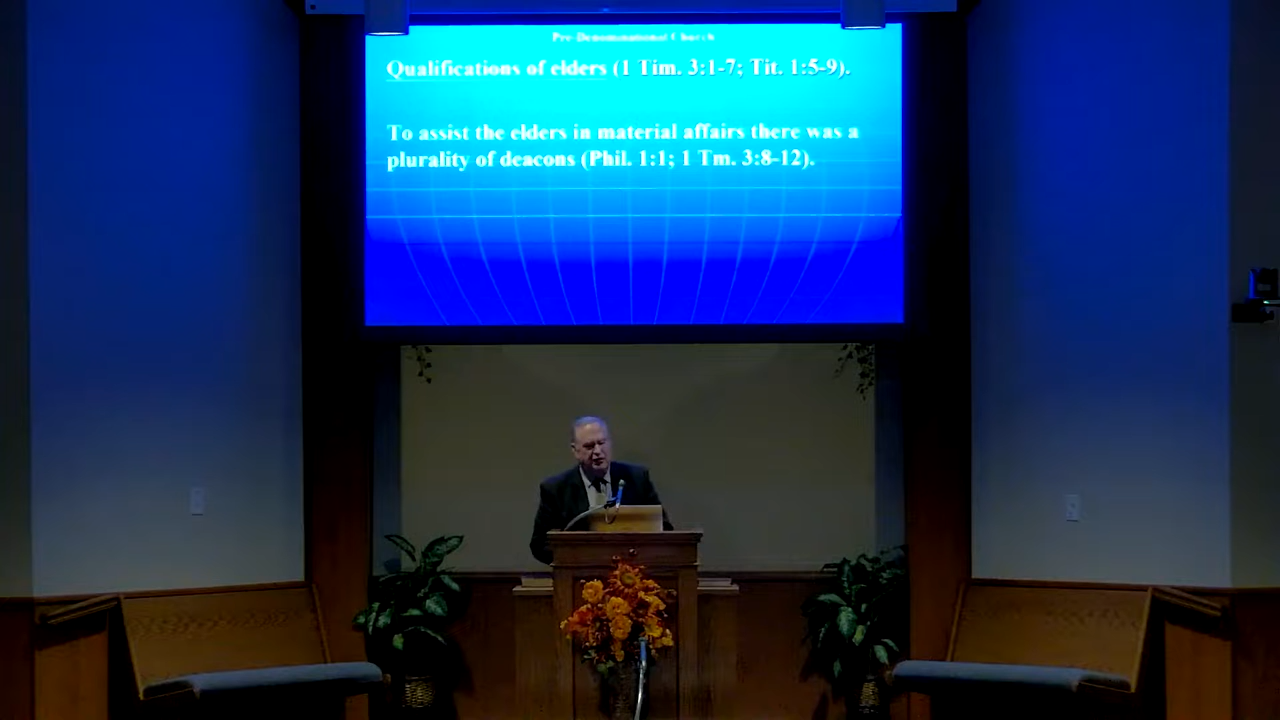 Pre-Denominational Church
Qualifications of elders (1 Tim. 3:1-7; Tit. 1:5-9).
To assist the elders in material affairs there was a
plurality of deacons (Phil. 1:1; 1 Tm. 3:8-12).